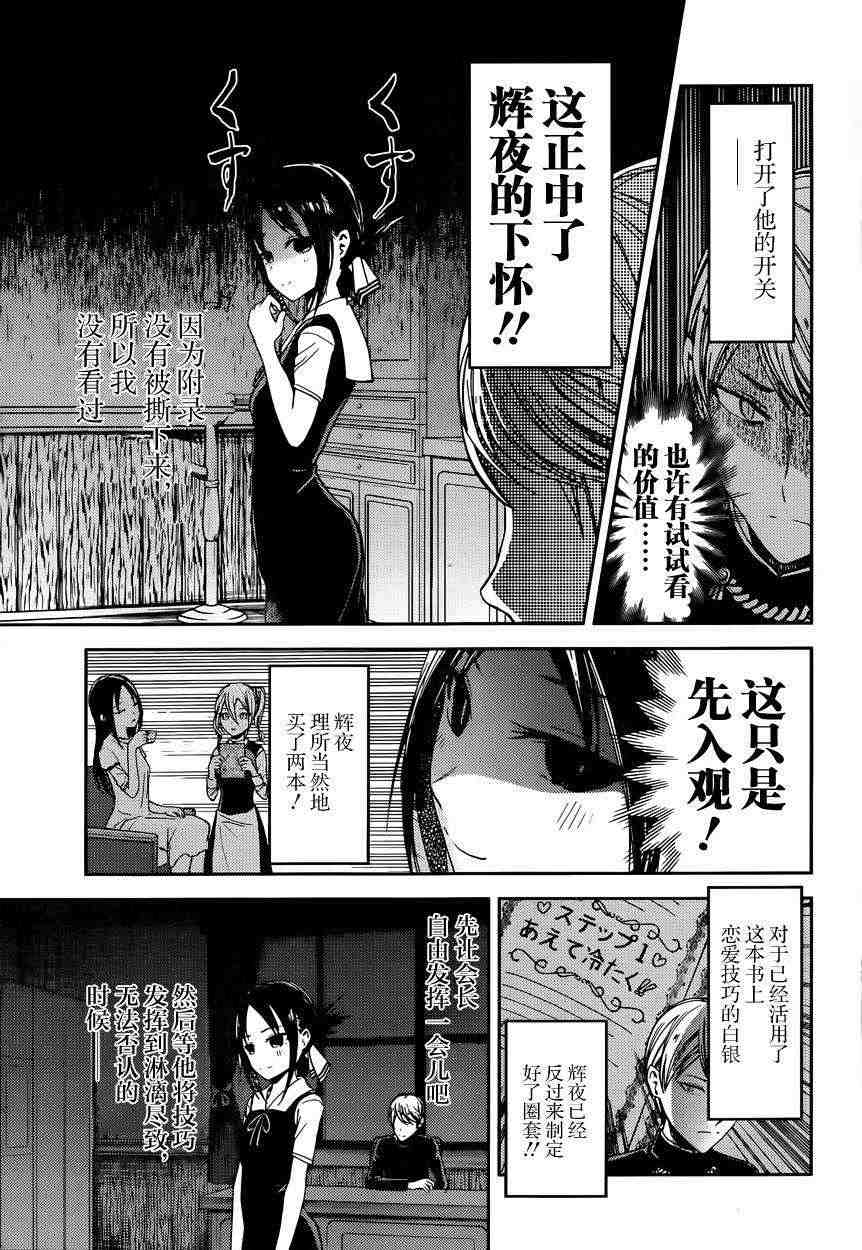 打开了他的开关
——
也许有试试看
的价值……
这正中了
辉夜的下怀!!
くすくす
くすくす
因为附录
没有被撕下来,
所以我
没有看过
这只是
先入观!
辉夜
理所当然地
买了两本!
对于已经活用了
这本书上
恋爱技巧的白银
♡ステップ1♡
あえて冷たく!!
辉夜已经
反过来制定
好了圈套!!
先让会长
自由发挥一会儿吧
然后等他将技巧
发挥到淋漓尽致,
无法否认的
时候——